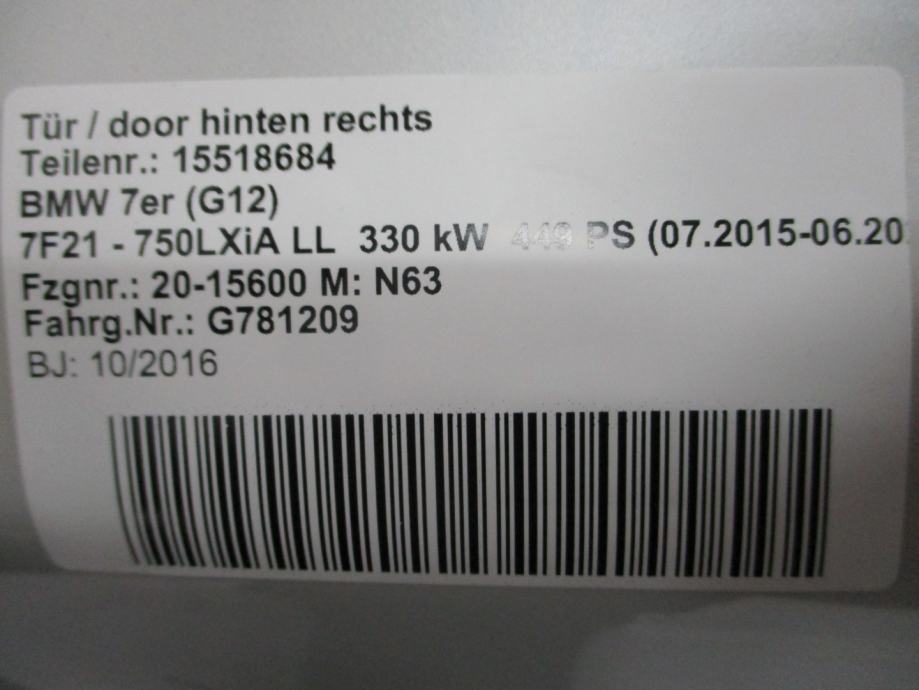 Tür / door hinten rechts
Teilenr.: 15518684
BMW 7er (G12)
7F21 - 750LXiA LL 330 kW 449 PS (07.2015-06.20
Fzgnr.: 20-15600 M: N63
Fahrg.Nr.: G781209
BJ: 10/2016